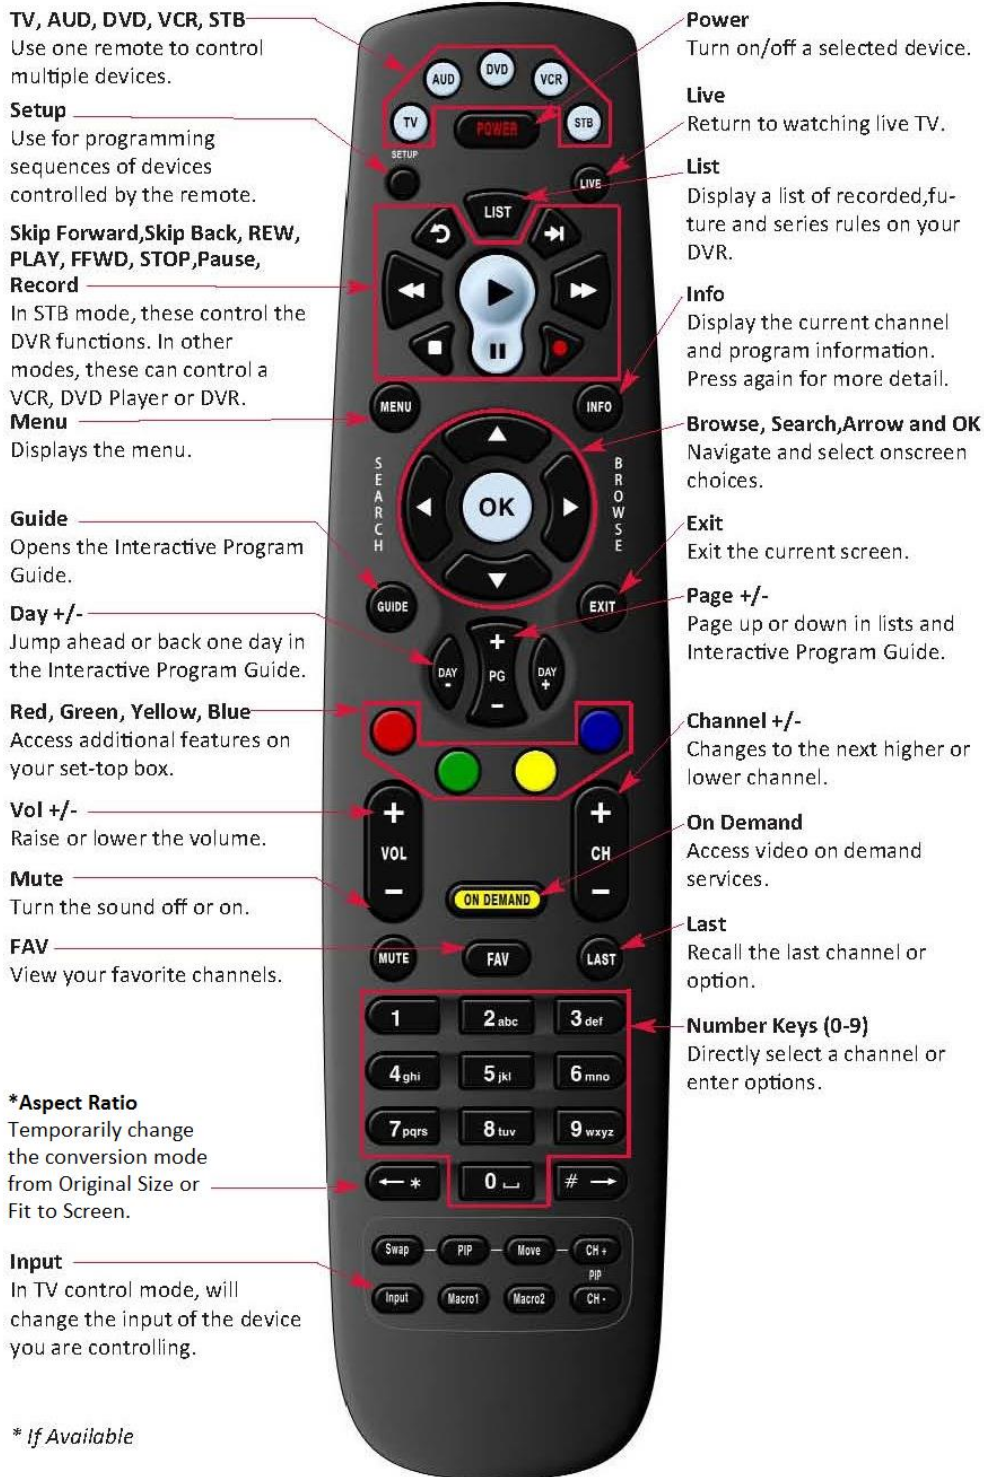 TV, AUD, DVD, VCR, STB
Use one remote to control
multiple devices.
Setup
Use for programming
sequences of devices
controlled by the remote.
Skip Forward,Skip Back, REW,
PLAY, FFWD, STOP,Pause,
Record
In STB mode, these control the
DVR functions. In other
modes, these can control a
VCR, DVD Player or DVR.
Menu
Displays the menu.
Guide
Opens the Interactive Program
Guide.
Day +/-
Jump ahead or back one day in
the Interactive Program Guide.
Red, Green, Yellow, Blue
Access additional features on
your set-top box.
Vol +/-
Raise or lower the volume.
Mute
Turn the sound off or on.
FAV
View your favorite channels.
*Aspect Ratio
Temporarily change
the conversion mode
from Original Size or
Fit to Screen.
Input
In TV control mode, will
change the input of the device
you are controlling.
* If Available
AUD DVD VCR
TV POWER STB
SETUP
LIVE
LIST
MENU INFO
SEARCH OK BROWSE
GUIDE EXIT
+
DAY - PG DAY +
-
+ +
VOL CH
- -
ON DEMAND
MUTE FAV LAST
1 2 abc 3 def
4 ghi 5 jkl 6 mno
7 pqrs 8 tuv 9 wxyz
← * 0 ⎵ # →
Swap PIP Move CH +
PIP
Input Macro1 Macro2 CH -
Power
Turn on/off a selected device.
Live
Return to watching live TV.
List
Display a list of recorded,fu-
ture and series rules on your
DVR.
Info
Display the current channel
and program information.
Press again for more detail.
Browse, Search,Arrow and OK
Navigate and select onscreen
choices.
Exit
Exit the current screen.
Page +/-
Page up or down in lists and
Interactive Program Guide.
Channel +/-
Changes to the next higher or
lower channel.
On Demand
Access video on demand
services.
Last
Recall the last channel or
option.
Number Keys (0-9)
Directly select a channel or
enter options.